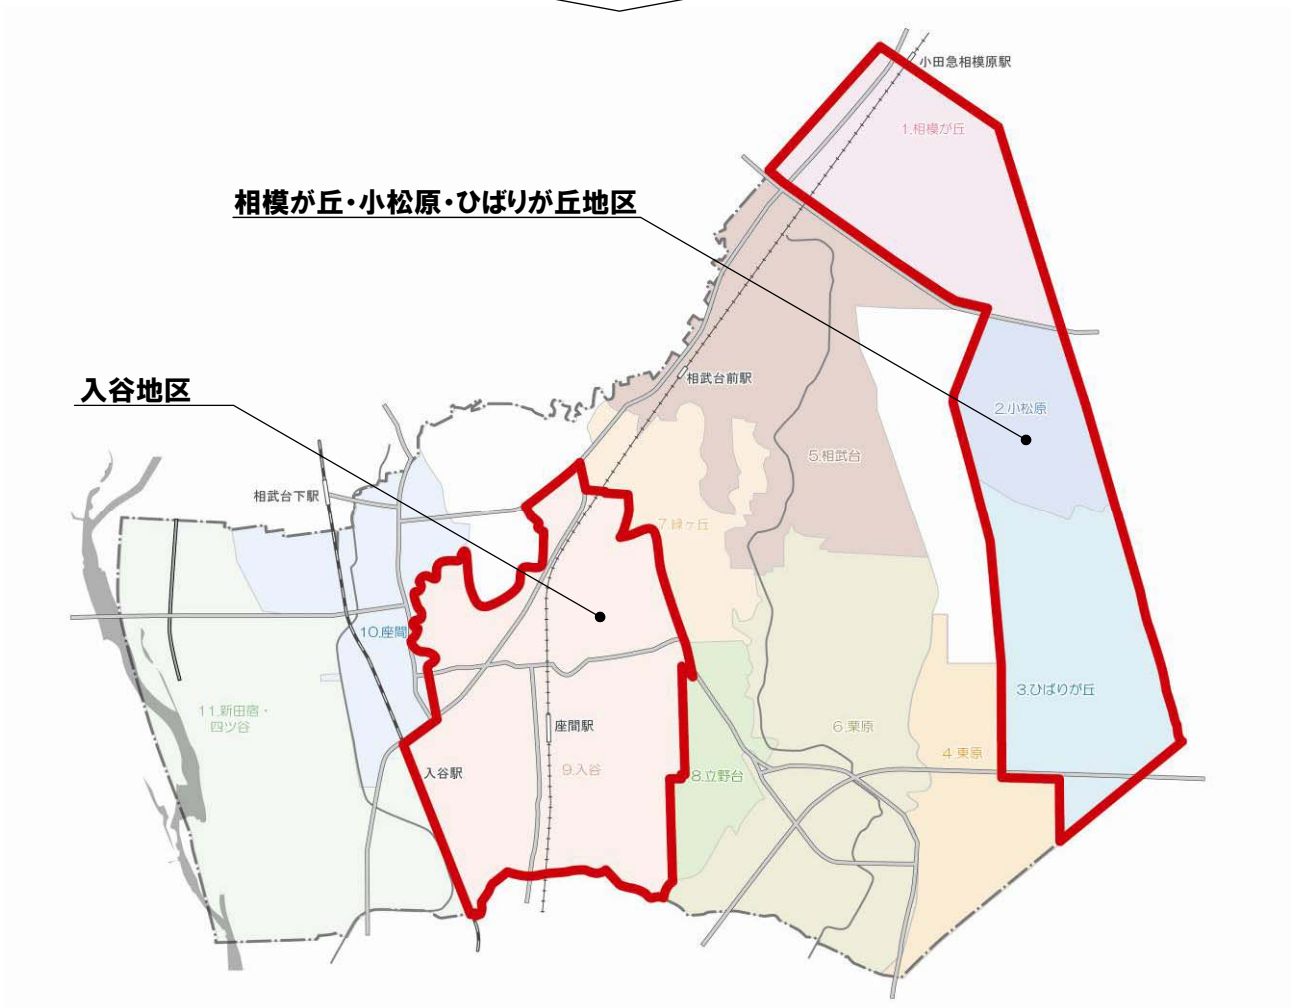 小田急相模原駅
1.相模が丘
相模が丘・小松原・ひばりが丘地区
相武台前駅
入谷地区
2.小松原
5.相武台
相武台下駅
7.緑ヶ丘
10.座間
3.ひばりが丘
11.新田宿・
四ツ谷
座間駅
6.栗原
4.東原
入谷駅
9.入谷
8.立野台